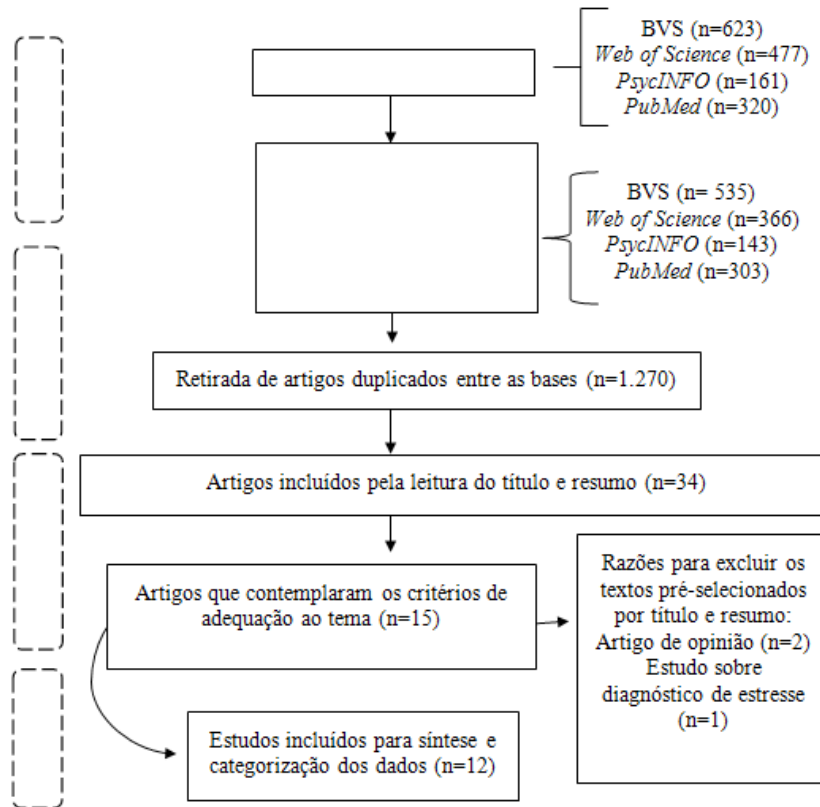 BVS (n=623)
Web of Science (n=477)
PsycINFO (n=161)
PubMed (n=320)
BVS (n= 535)
Web of Science (n=366)
PsycINFO (n=143)
PubMed (n=303)
Retirada de artigos duplicados entre as bases (n=1.270)
Artigos incluídos pela leitura do título e resumo (n=34)
Artigos que contemplaram os critérios de
adequação ao tema (n=15)
Razões para excluir os
textos pré-selecionados
por título e resumo:
Artigo de opinião (n=2)
Estudo sobre
diagnóstico de estresse
(n=1)
Estudos incluídos para síntese e
categorização dos dados (n=12)